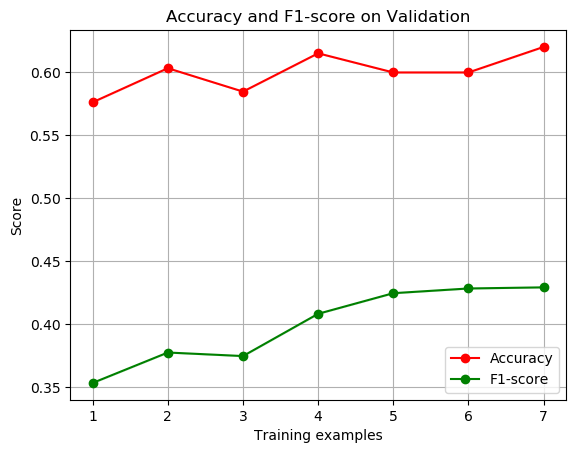 Accuracy and F1-score on Validation
0.60
0.55
0.50
0.45
0.40
0.35
Score
1 2 3 4 5 6 7
Training examples
Accuracy
F1-score